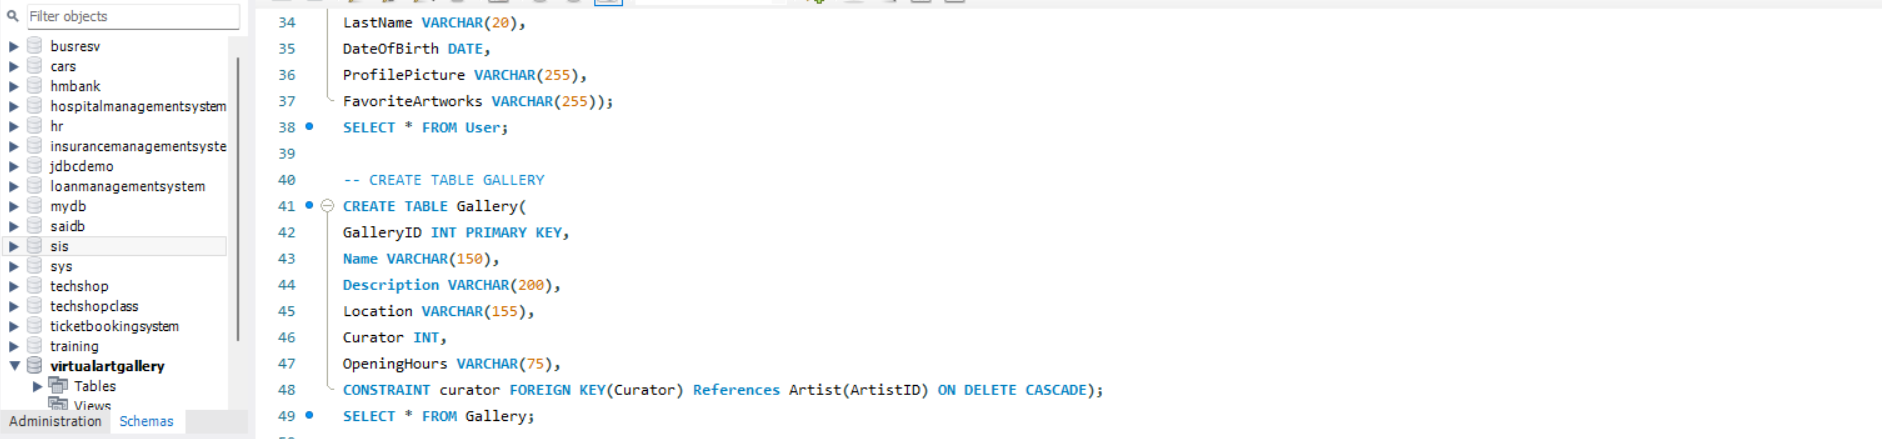 Filter objects
busresv
cars
hmbank
hospitalmanagementsystem
hr
insurancemanagementsyste
jdbcdemo
loanmanagementsystem
mydb
saidb
sis
sys
techshop
techshopclass
ticketbookingsystem
training
virtualartgallery
Tables
Views
Administration Schemas
34 LastName VARCHAR(20),
35 DateOfBirth DATE,
36 ProfilePicture VARCHAR(255),
37 FavoriteArtworks VARCHAR(255));
38 SELECT * FROM User;
39
40 -- CREATE TABLE GALLERY
41 CREATE TABLE Gallery(
42 GalleryID INT PRIMARY KEY,
43 Name VARCHAR(150),
44 Description VARCHAR(200),
45 Location VARCHAR(155),
46 Curator INT,
47 OpeningHours VARCHAR(75),
48 CONSTRAINT curator FOREIGN KEY(Curator) References Artist(ArtistID) ON DELETE CASCADE);
49 SELECT * FROM Gallery;